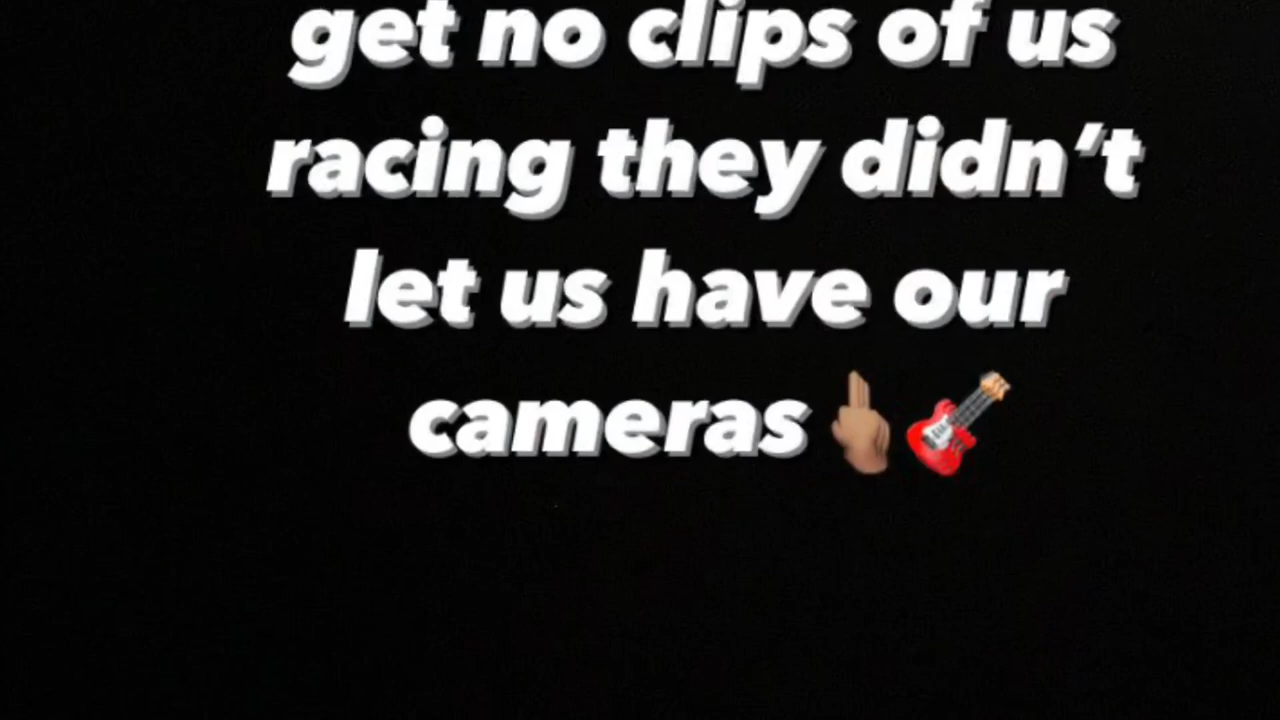 get no clips of us
racing they didn’t
let us have our
cameras🖕🏽🎸